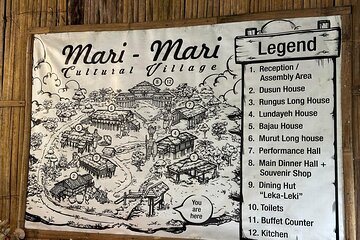 Mari - Mari
Cultural Village
Legend
1. Reception /
Assembly Area
2. Dusun House
3. Rungus Long House
4. Lundayeh House
5. Bajau House
6. Murut Long house
7. Performance Hall
8. Main Dinner Hall +
Souvenir Shop
9. Dining Hut
"Leka-Leki"
10. Toilets
11. Buffet Counter
12. Kitchen
You
are
here